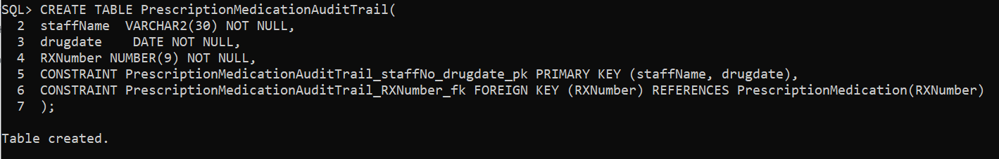 SQL> CREATE TABLE PrescriptionMedicationAuditTrail(
  2  staffName  VARCHAR2(30) NOT NULL,
  3  drugdate    DATE NOT NULL,
  4  RXNumber NUMBER(9) NOT NULL,
  5  CONSTRAINT PrescriptionMedicationAuditTrail_staffNo_drugdate_pk PRIMARY KEY (staffName, drugdate),
  6  CONSTRAINT PrescriptionMedicationAuditTrail_RXNumber_fk FOREIGN KEY (RXNumber) REFERENCES PrescriptionMedication(RXNumber)
  7  );
Table created.